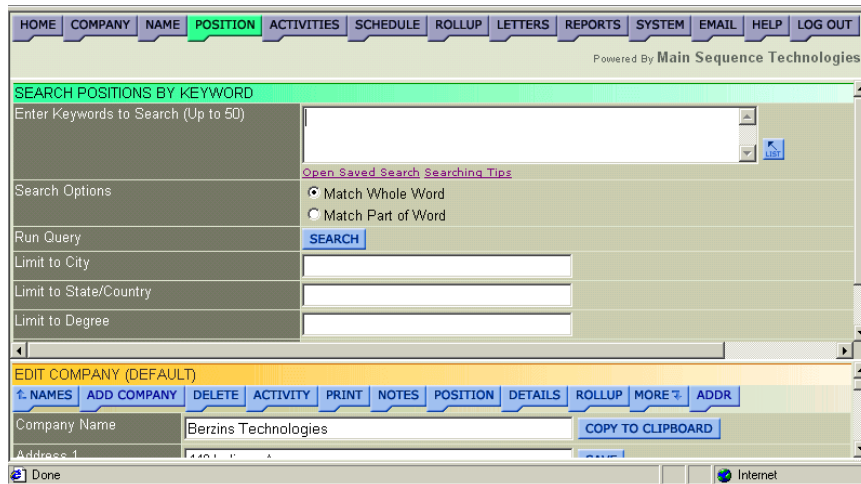 HOME COMPANY NAME POSITION ACTIVITIES SCHEDULE ROLLUP LETTERS REPORTS SYSTEM EMAIL HELP LOG OUT
Powered By Main Sequence Technologies
SEARCH POSITIONS BY KEYWORD
Enter Keywords to Search (Up to 50)
LIST
Open Saved Search Searching Tips
Search Options
Match Whole Word
Match Part of Word
Run Query SEARCH
Limit to City
Limit to State/Country
Limit to Degree
EDIT COMPANY (DEFAULT)
NAMES ADD COMPANY DELETE ACTIVITY PRINT NOTES POSITION DETAILS ROLLUP MORE ADDR
Company Name Berzins Technologies COPY TO CLIPBOARD
Address 1 SAVE
Done Internet